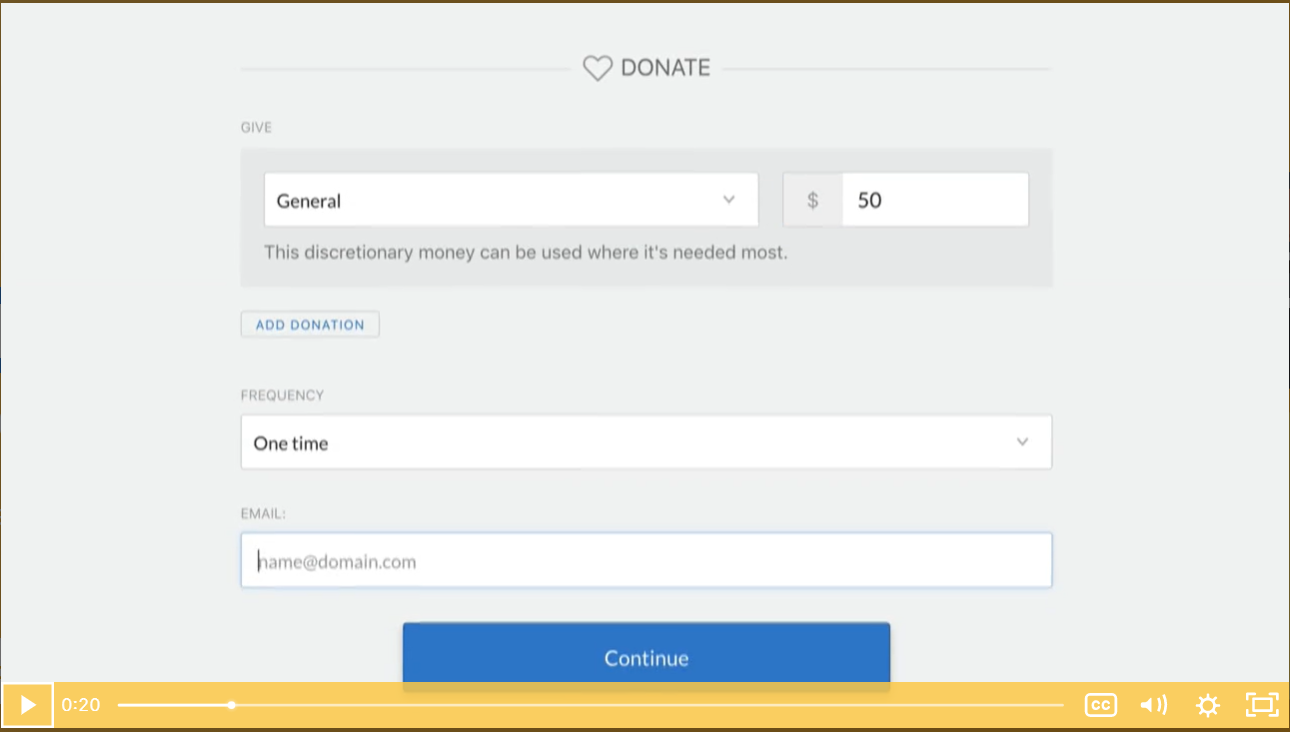 DONATE
GIVE
General
$ 50
This discretionary money can be used where it's needed most.
ADD DONATION
FREQUENCY
One time
EMAIL:
name@domain.com
Continue
0:20
CC